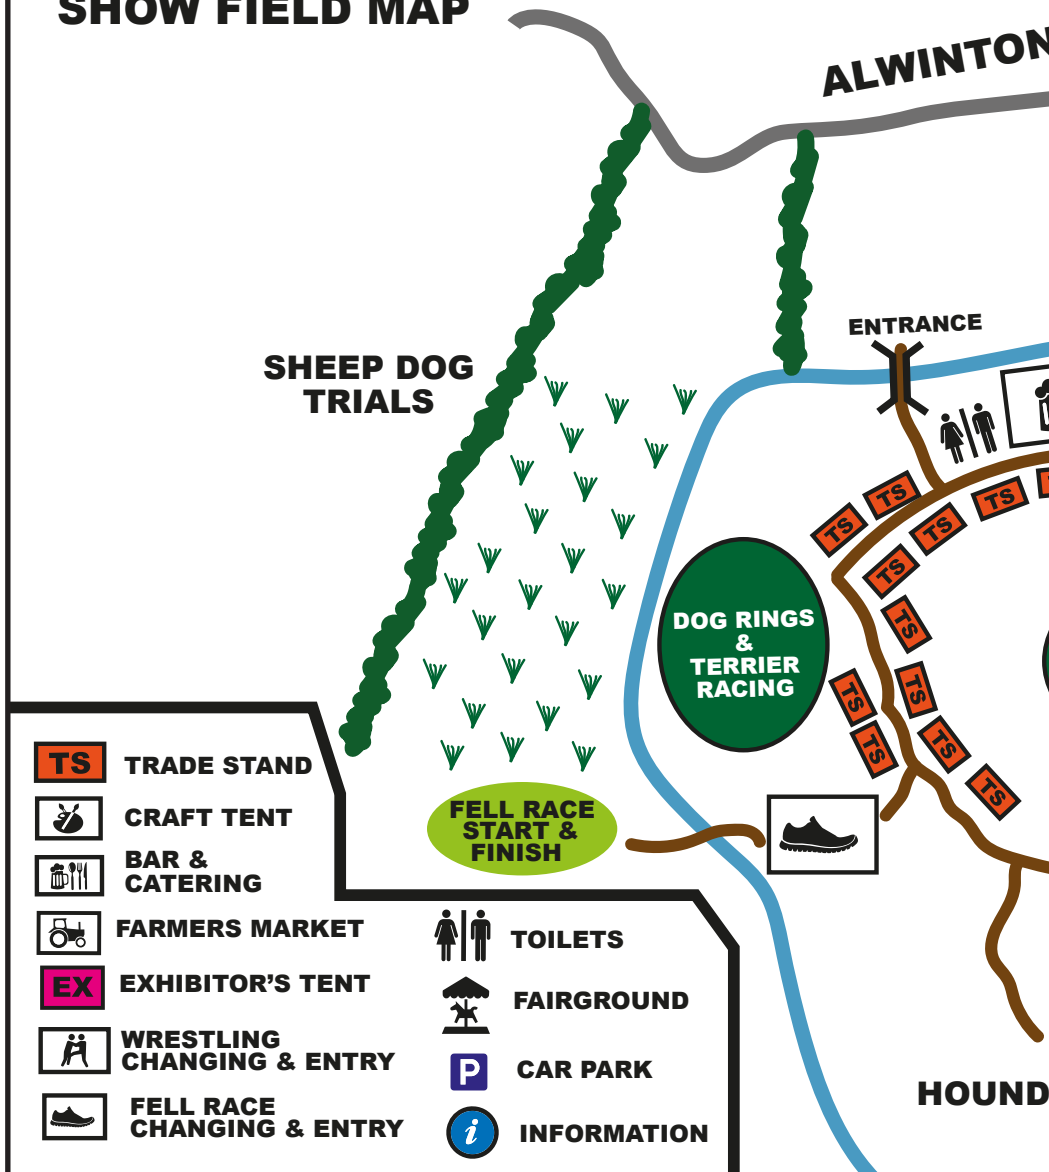 SHOW FIELD MAP
ALWINTON
ENTRANCE
SHEEP DOG
TRIALS
TS
TS
TS
TS
TS
TS
TS
TS
TS
TS
TS
TS
DOG RINGS
&
TERRIER
RACING
FELL RACE
START &
FINISH
HOUND
TS TRADE STAND
CRAFT TENT
BAR &
CATERING
FARMERS MARKET
EX EXHIBITOR'S TENT
WRESTLING
CHANGING & ENTRY
FELL RACE
CHANGING & ENTRY
TOILETS
FAIRGROUND
P CAR PARK
i INFORMATION